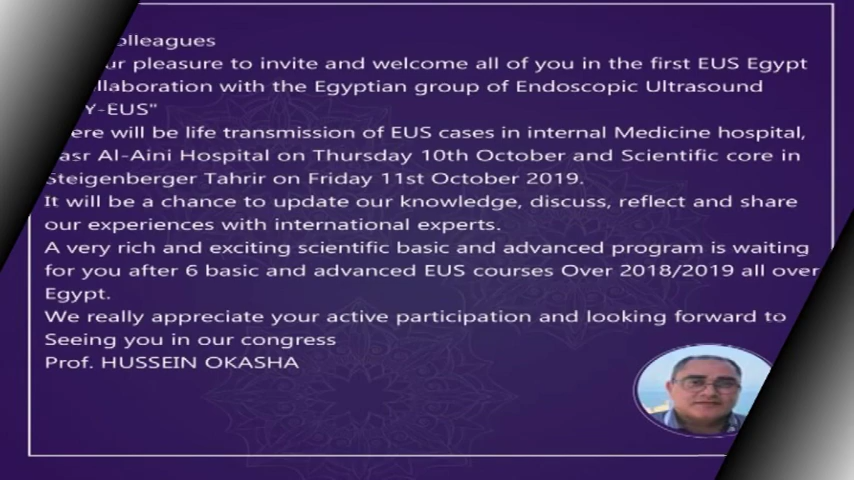 olleagues
ur pleasure to invite and welcome all of you in the first EUS Egypt
llaboration with the Egyptian group of Endoscopic Ultrasound
Y-EUS"
ere will be life transmission of EUS cases in internal Medicine hospital,
asr Al-Aini Hospital on Thursday 10th October and Scientific core in
Steigenberger Tahrir on Friday 11st October 2019.
It will be a chance to update our knowledge, discuss, reflect and share
our experiences with international experts.
A very rich and exciting scientific basic and advanced program is waiting
for you after 6 basic and advanced EUS courses Over 2018/2019 all over
Egypt.
We really appreciate your active participation and looking forward to
Seeing you in our congress
Prof. HUSSEIN OKASHA